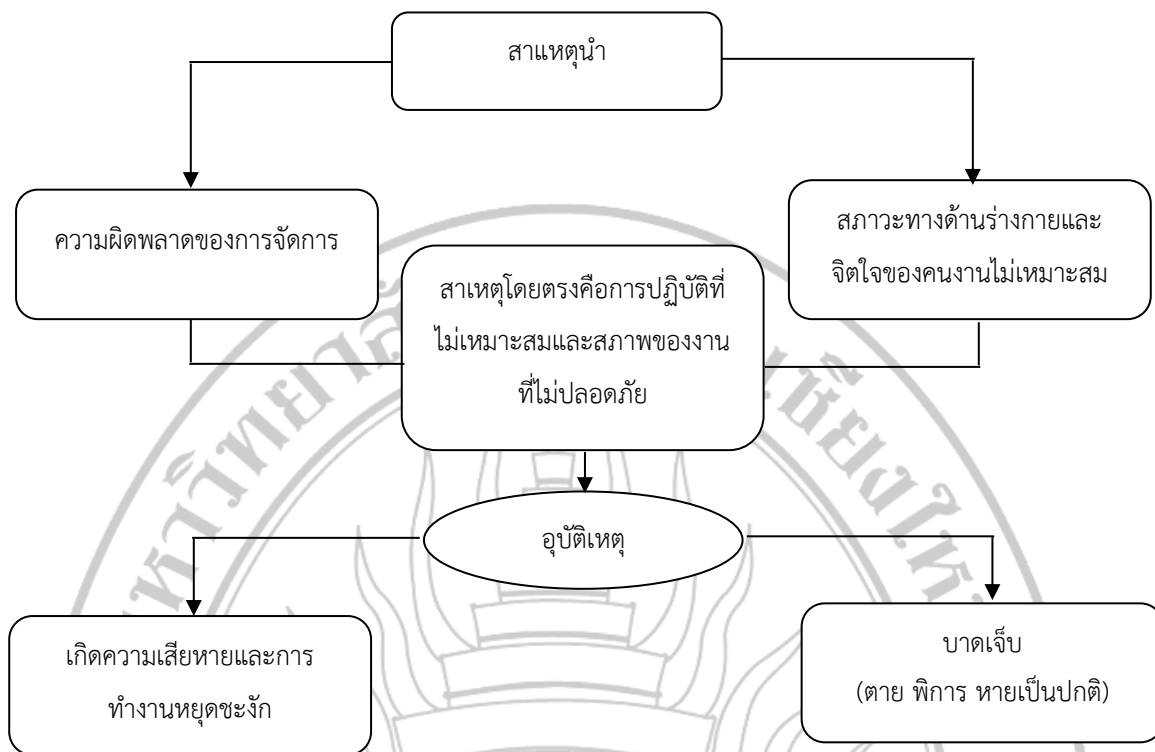 สาแหตุนำ
ความผิดพลาดของการจัดการ
สภาวะทางด้านร่างกายและ
จิตใจของคนงานไม่เหมาะสม
สาเหตุโดยตรงคือการปฏิบัติที่
ไม่เหมาะสมและสภาพของงาน
ที่ไม่ปลอดภัย
อุบัติเหตุ
เกิดความเสียหายและการ
ทำงานหยุดชะงัก
บาดเจ็บ
(ตาย พิการ หายเป็นปกติ)